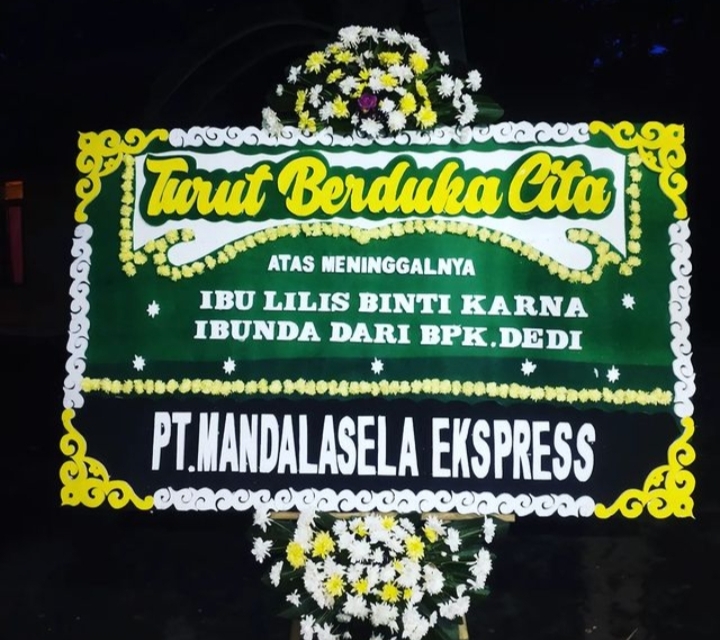 Turut Berduka Cita
ATAS MENINGGALNYA
IBU LILIS BINTI KARNA
IBUNDA DARI BPK.DEDI
PT.MANDALASELA EKSPRESS